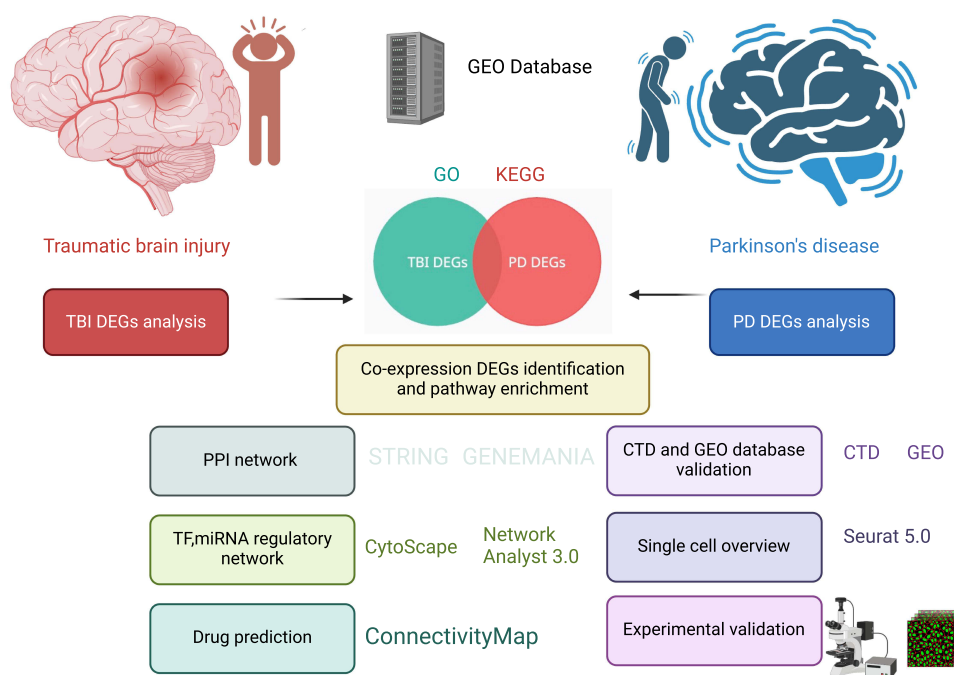 GEO Database
GO
KEGG
Traumatic brain injury
TBI DEGs
PD DEGs
Parkinson's disease
TBI DEGs analysis
PD DEGs analysis
Co-expression DEGs identification
and pathway enrichment
PPI network
STRING
GENEMANIA
CTD and GEO database
validation
CTD
GEO
TF,miRNA regulatory
network
CytoScape
Network
Analyst 3.0
Single cell overview
Seurat 5.0
Drug prediction
ConnectivityMap
Experimental validation